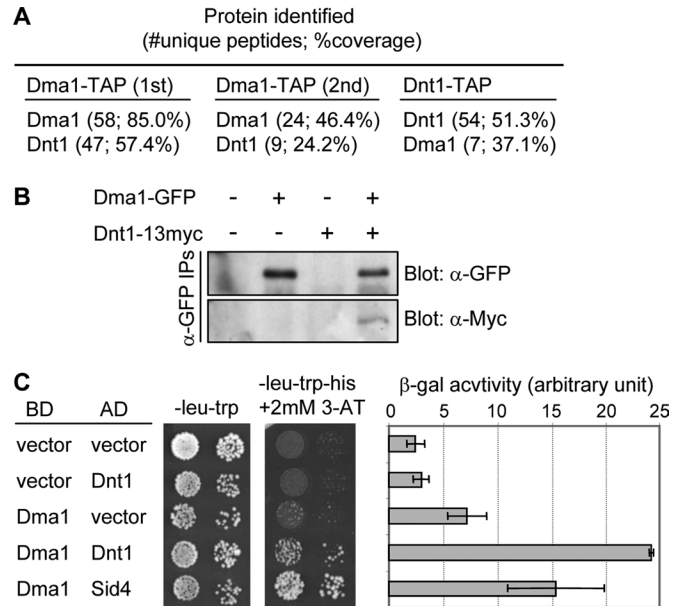 A
Protein identified
(#unique peptides; %coverage)
Dma1-TAP (1st) Dma1-TAP (2nd) Dnt1-TAP
Dma1 (58; 85.0%) Dma1 (24; 46.4%) Dnt1 (54; 51.3%)
Dnt1 (47; 57.4%) Dnt1 (9; 24.2%) Dma1 (7; 37.1%)
B
Dma1-GFP - + - +
Dnt1-13myc - - + +
α-GFP IPs
Blot: α-GFP
Blot: α-Myc
C
-leu-trp-his
β-gal acvtivity (arbitrary unit)
BD AD -leu-trp +2mM 3-AT
0 5 10 15 20 25
vector vector
vector Dnt1
Dma1 vector
Dma1 Dnt1
Dma1 Sid4